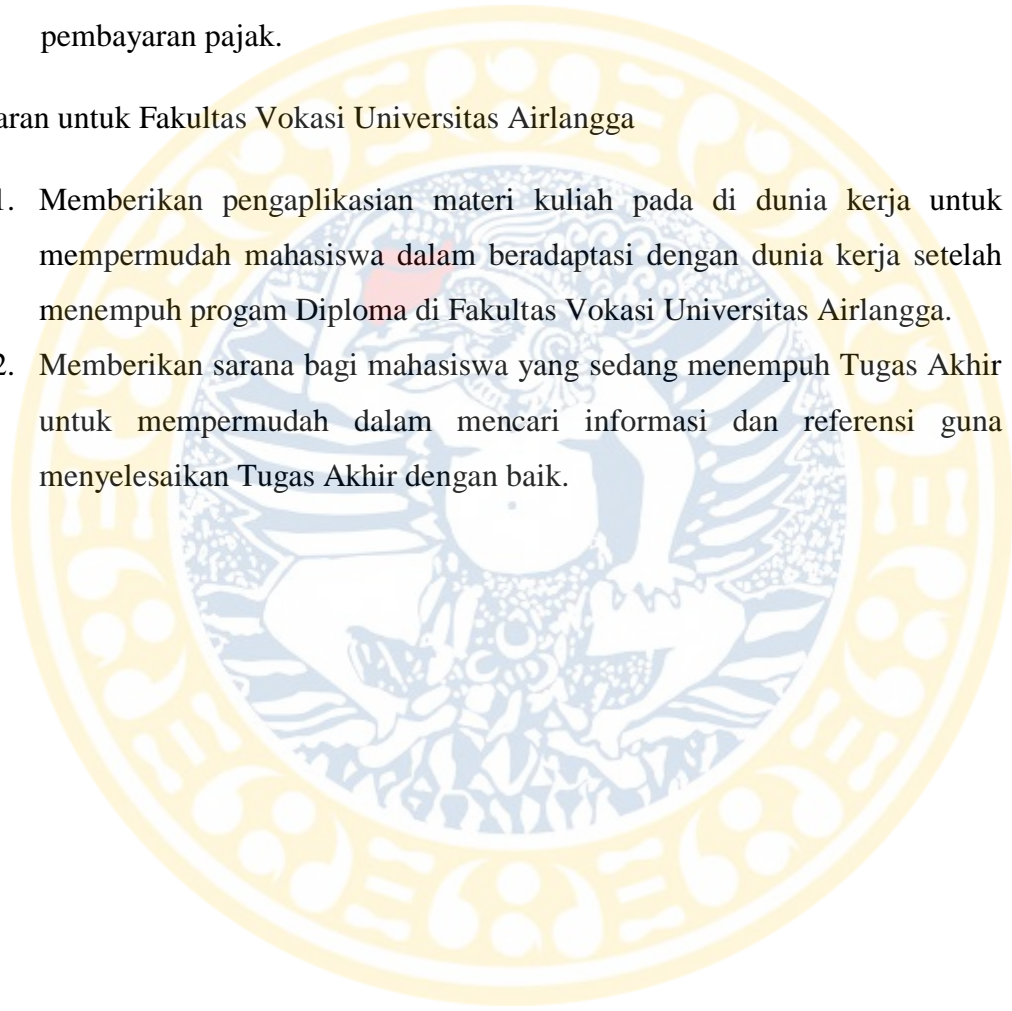 pembayaran pajak.
aran untuk Fakultas Vokasi Universitas Airlangga
1. Memberikan pengaplikasian materi kuliah pada di dunia kerja untuk
mempermudah mahasiswa dalam beradaptasi dengan dunia kerja setelah
menempuh progam Diploma di Fakultas Vokasi Universitas Airlangga.
2. Memberikan sarana bagi mahasiswa yang sedang menempuh Tugas Akhir
untuk mempermudah dalam mencari informasi dan referensi guna
menyelesaikan Tugas Akhir dengan baik.